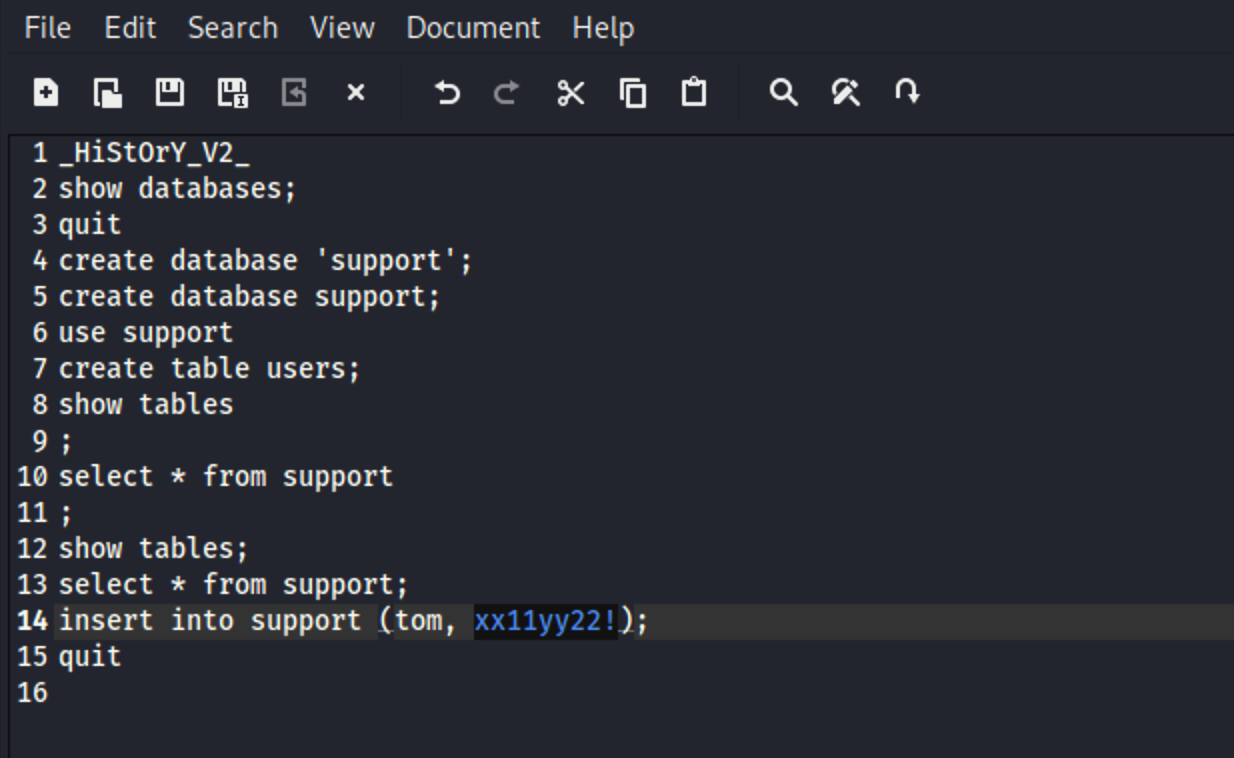 File Edit Search View Document Help
1 _HiStOrY_V2_
2 show databases;
3 quit
4 create database 'support';
5 create database support;
6 use support
7 create table users;
8 show tables
9 ;
10 select * from support
11 ;
12 show tables;
13 select * from support;
14 insert into support (tom, xx11yy22!);
15 quit
16